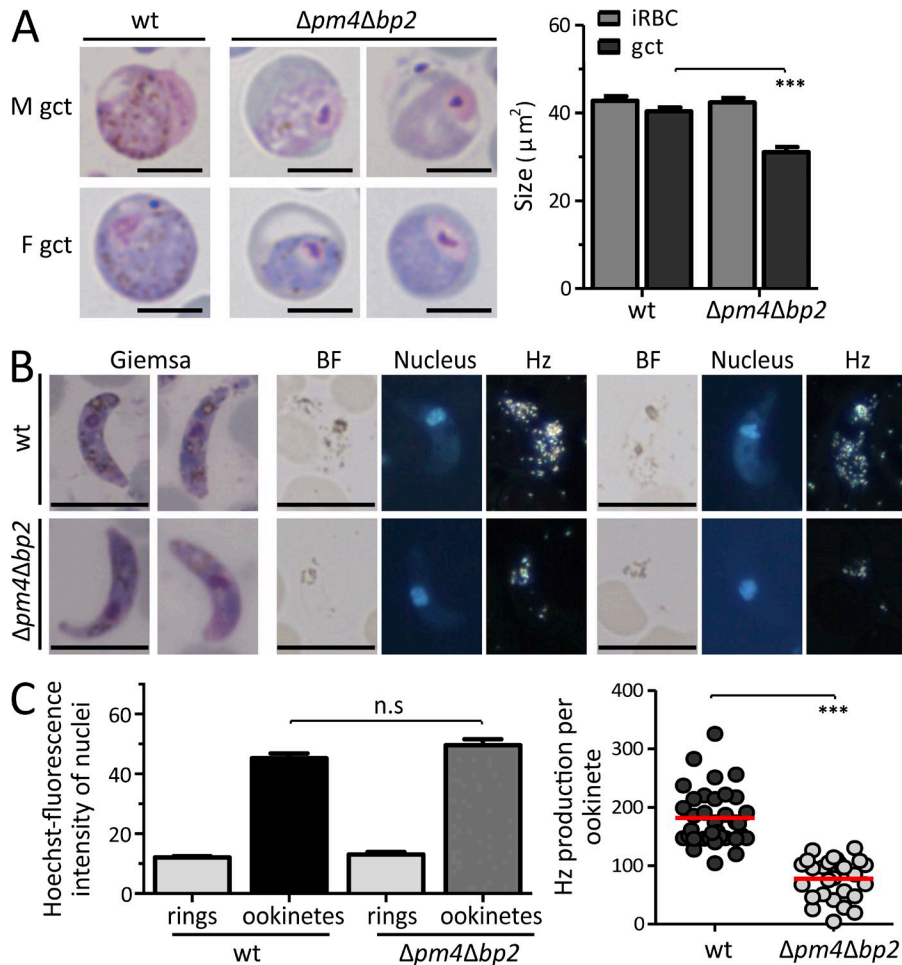 A
wt
Δpm4Δbp2
M gct
F gct
iRBC
gct
***
Size (μm²)
60
40
20
0
wt
Δpm4Δbp2
B
Giemsa
BF
Nucleus
Hz
BF
Nucleus
Hz
wt
Δpm4Δbp2
C
Hoechst-fluorescence
intensity of nuclei
60
40
20
0
n.s
rings
ookinetes
rings
ookinetes
wt
Δpm4Δbp2
Hz production per
ookinete
400
300
200
100
0
***
wt
Δpm4Δbp2